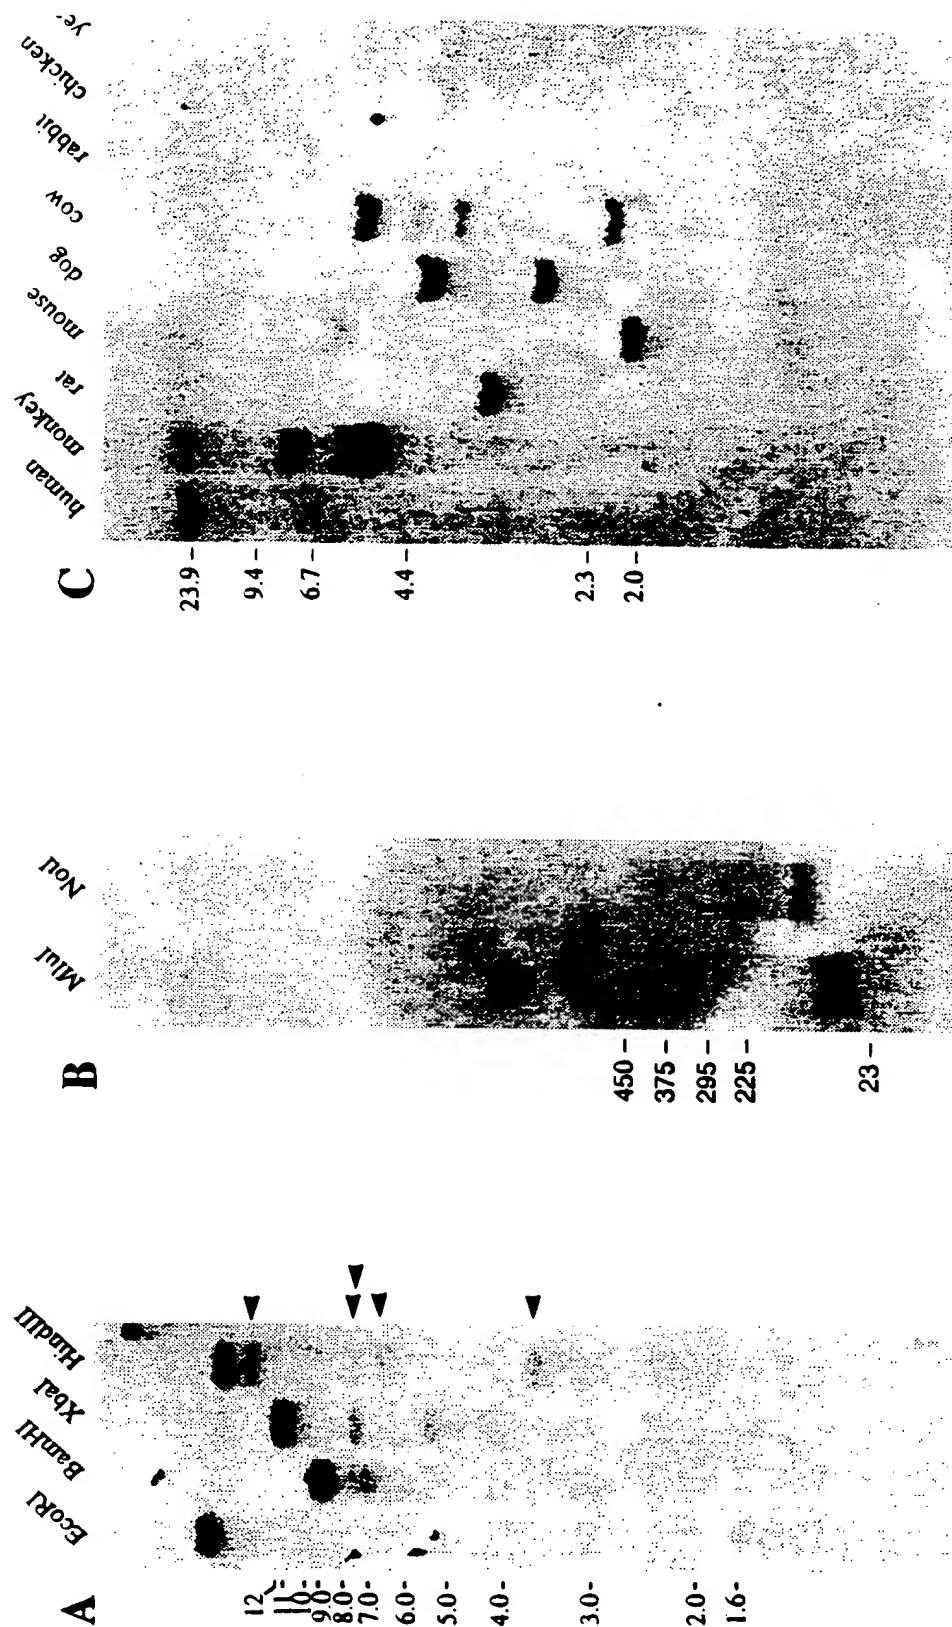 C
human
monkey
rat
mouse
dog
cow
rabbit
chicken
23.9 –
9.4 –
6.7 –
4.4 –
2.3 –
2.0 –
B
MluI
NotI
450 –
375 –
295 –
225 –
23 –
A
EcoRI
BamHI
XbaI
HindIII
12
11-
10-
9.0-
8.0-
7.0-
6.0-
5.0-
4.0-
3.0-
2.0-
1.6-